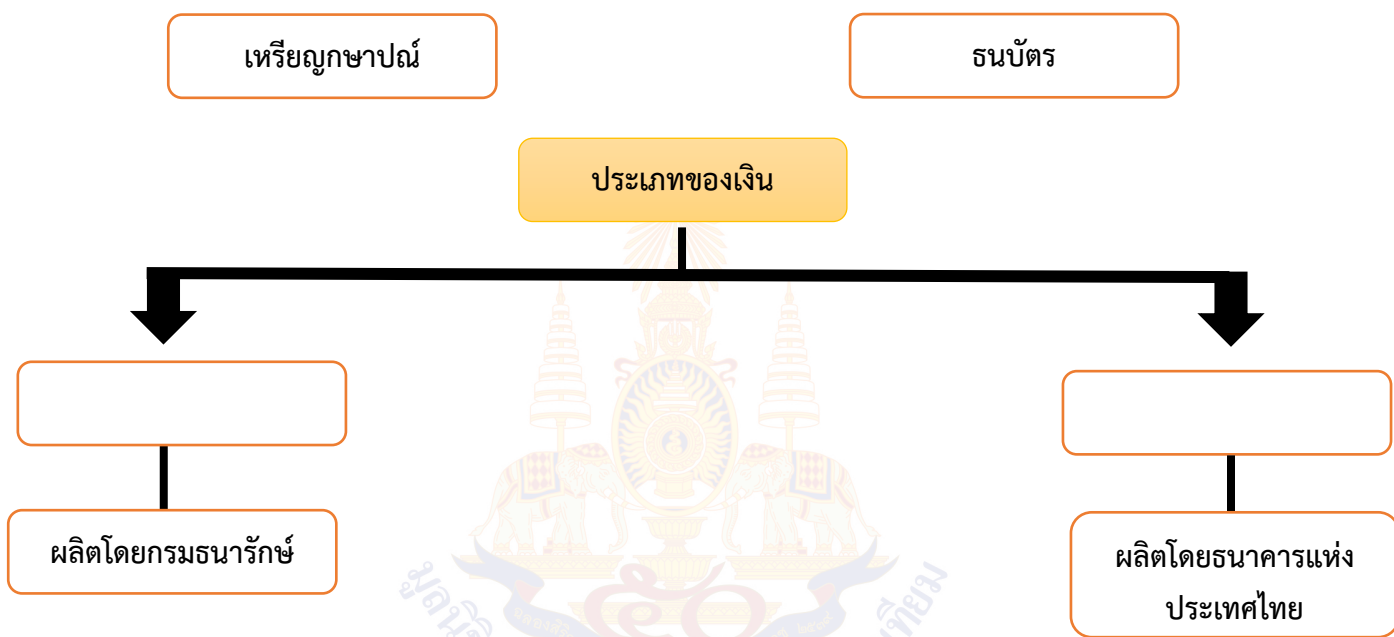 เหรียญกษาปณ์
ธนบัตร
ประเภทของเงิน
ผลิตโดยกรมธนารักษ์
ผลิตโดยธนาคารแห่ง
ประเทศไทย